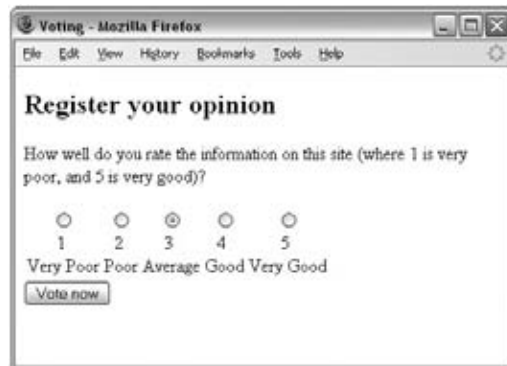 Voting - Mozilla Firefox
File Edit View History Bookmarks Tools Help
Register your opinion
How well do you rate the information on this site (where 1 is very
poor, and 5 is very good)?
1 2 3 4 5
Very Poor Poor Average Good Very Good
Vote now